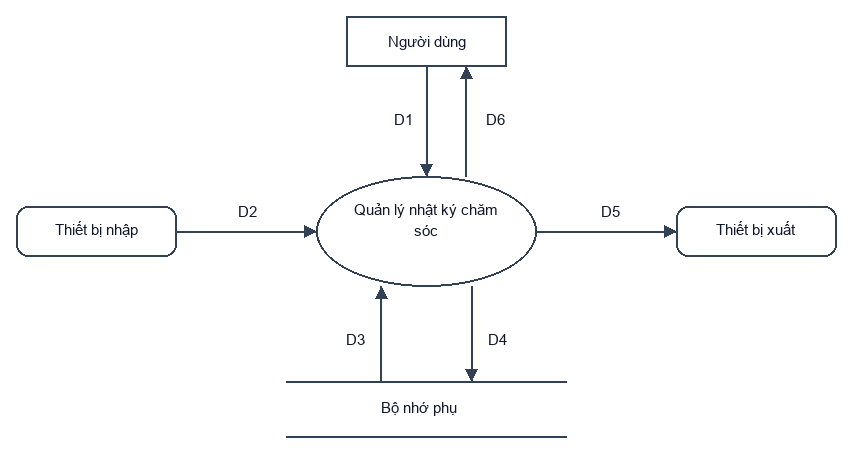 Người dùng
D1
D6
Quản lý nhật ký chăm
sóc
Thiết bị nhập
D2
D5
Thiết bị xuất
D3
D4
Bộ nhớ phụ